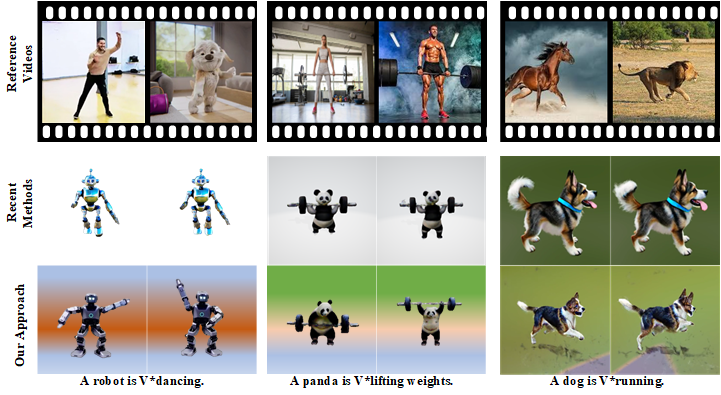 Reference
Videos
Recent
Methods
Our Approach
A robot is V*dancing.
A panda is V*lifting weights.
A dog is V*running.